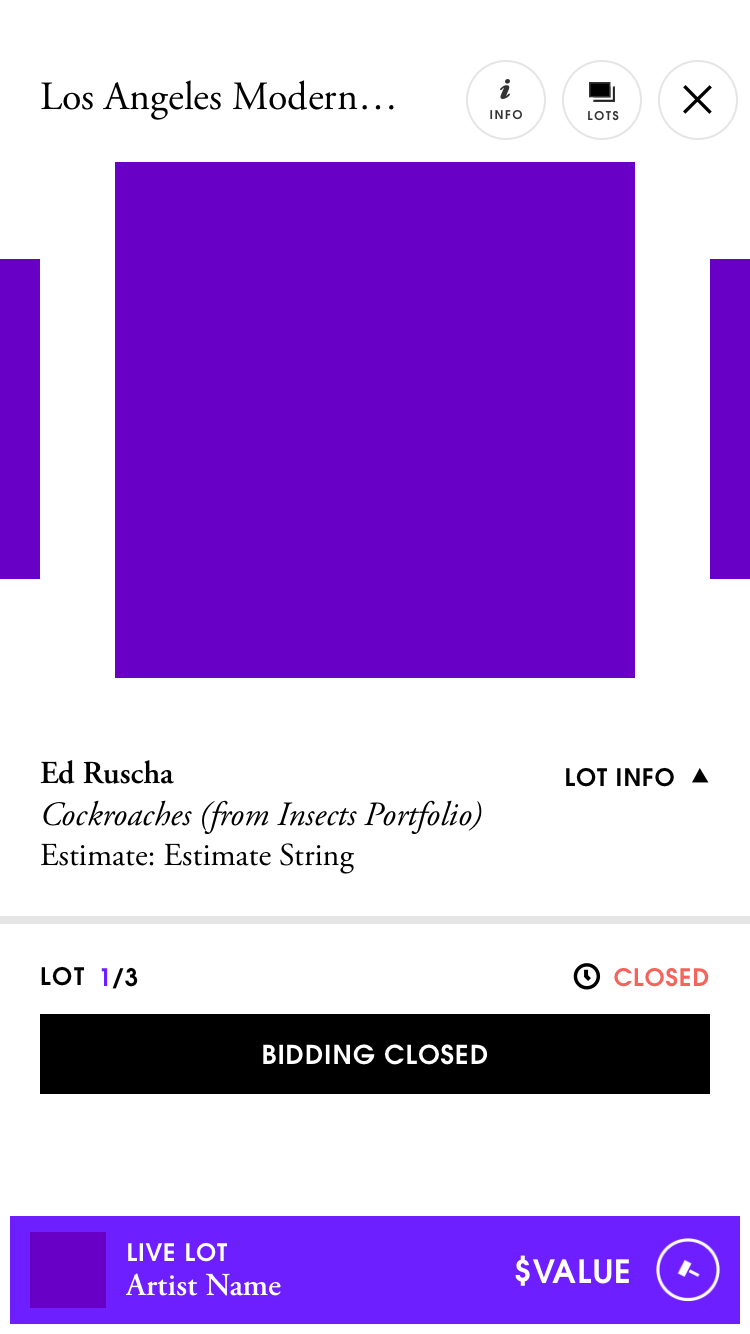 Los Angeles Modern…
INFO
LOTS
Ed Ruscha
LOT INFO
Cockroaches (from Insects Portfolio)
Estimate: Estimate String
LOT 1/3
CLOSED
BIDDING CLOSED
LIVE LOT
Artist Name
$VALUE